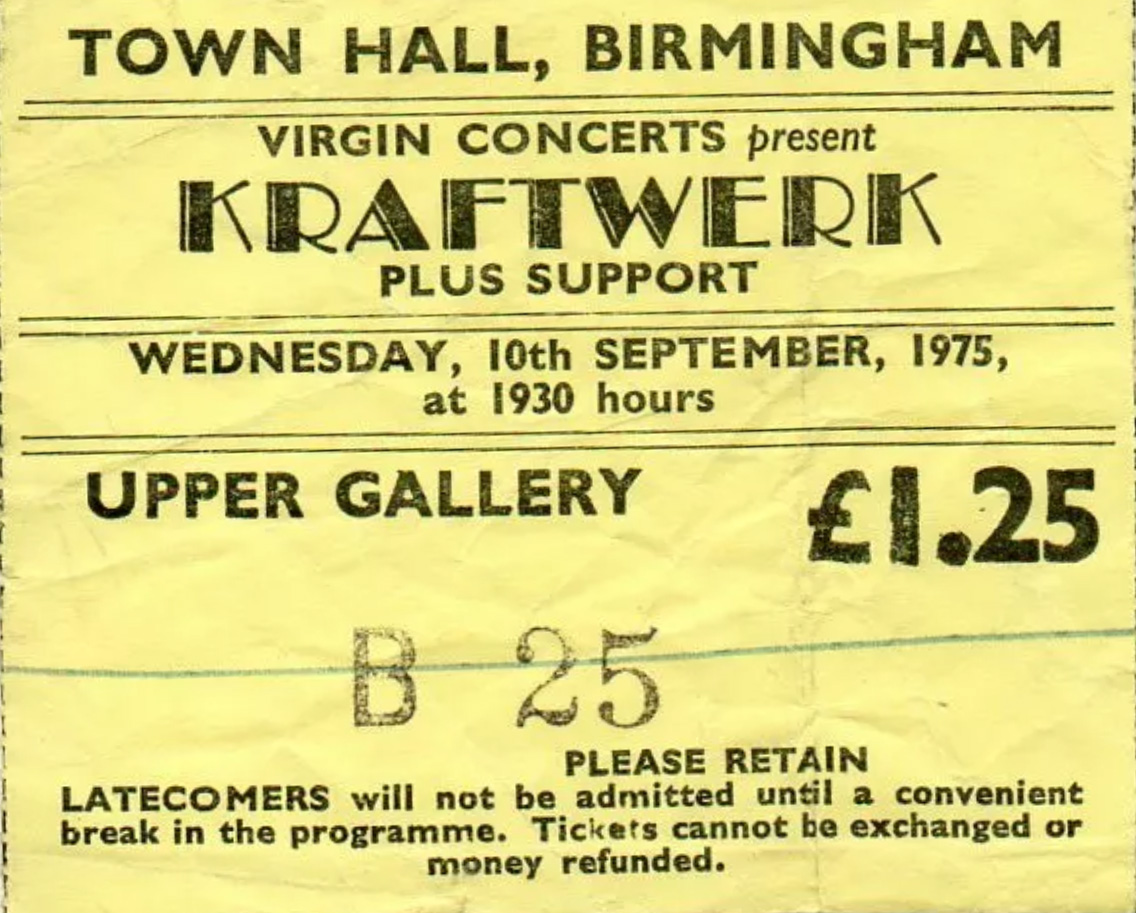 TOWN HALL, BIRMINGHAM
VIRGIN CONCERTS present
KRAFTWERK
PLUS SUPPORT
WEDNESDAY, 10th SEPTEMBER, 1975,
at 1930 hours
UPPER GALLERY £1.25
B 25
PLEASE RETAIN
LATECOMERS will not be admitted until a convenient
break in the programme. Tickets cannot be exchanged or
money refunded.